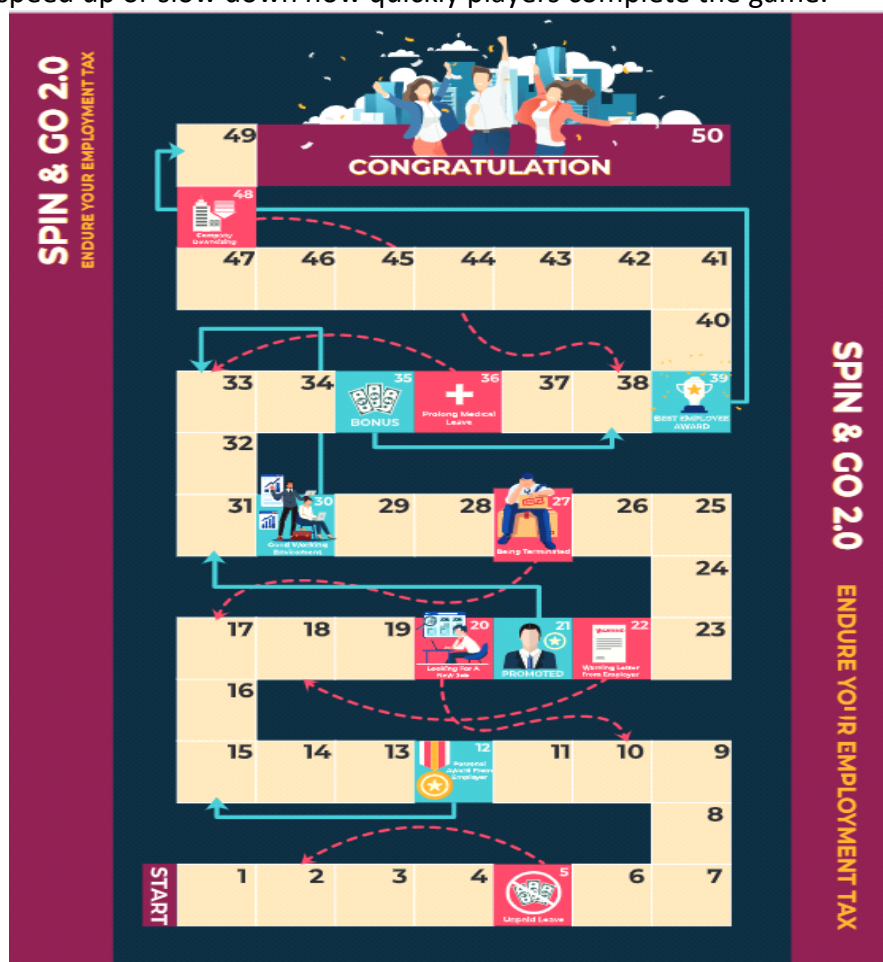 speed up or slow down how quickly players complete the game.
SPIN & GO 2.0
ENDURE YOUR EMPLOYMENT TAX
49
50
CONGRATULATION
48
Company
Downsizing
47 46 45 44 43 42 41
40
33 34 35 36 37 38 39
BONUS
Prolong Medical
Leave
BEST EMPLOYEE
AWARD
32
31 30 29 28 27 26 25
Good Working
Environment
Being Terminated
24
17 18 19 20 21 22 23
Looking For A
New Job
PROMOTED
Warning Letter
From Employer
16
15 14 13 12 11 10 9
Personal
Award From
Employer
8
START
1 2 3 4 5 6 7
Unpaid Leave
SPIN & GO 2.0
ENDURE YOUR EMPLOYMENT TAX